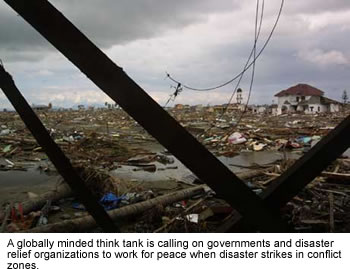 A globally minded think tank is calling on governments and disaster
relief organizations to work for peace when disaster strikes in conflict
zones.